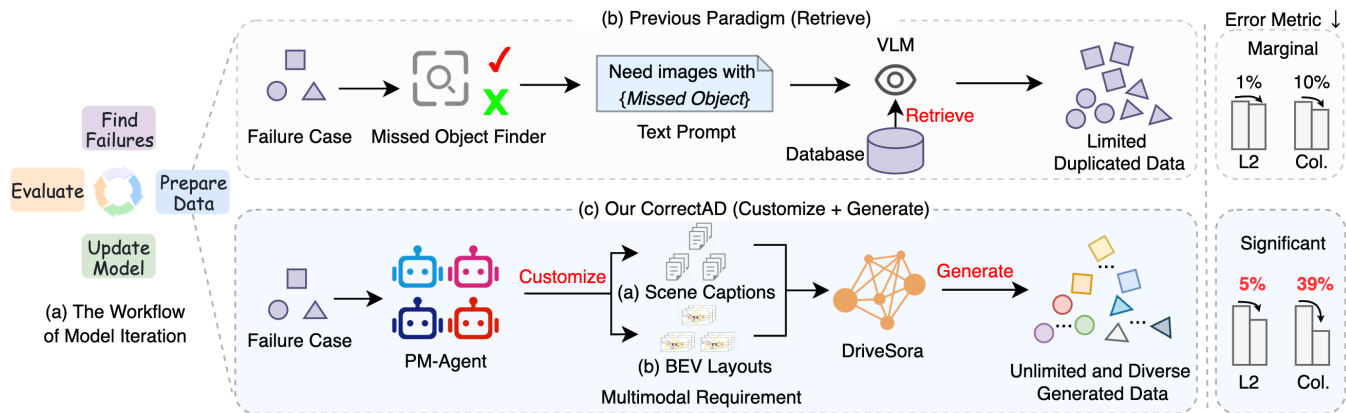 (b) Previous Paradigm (Retrieve)
Error Metric ↓
Failure Case
Missed Object Finder
Need images with
{Missed Object}
Text Prompt
VLM
Retrieve
Database
Limited
Duplicated Data
Marginal
1%
10%
L2
Col.
Find
Failures
Evaluate
Prepare
Data
Update
Model
(a) The Workflow
of Model Iteration
(c) Our CorrectAD (Customize + Generate)
Failure Case
PM-Agent
Customize
(a) Scene Captions
(b) BEV Layouts
Multimodal Requirement
DriveSora
Generate
Unlimited and Diverse
Generated Data
Significant
5%
39%
L2
Col.